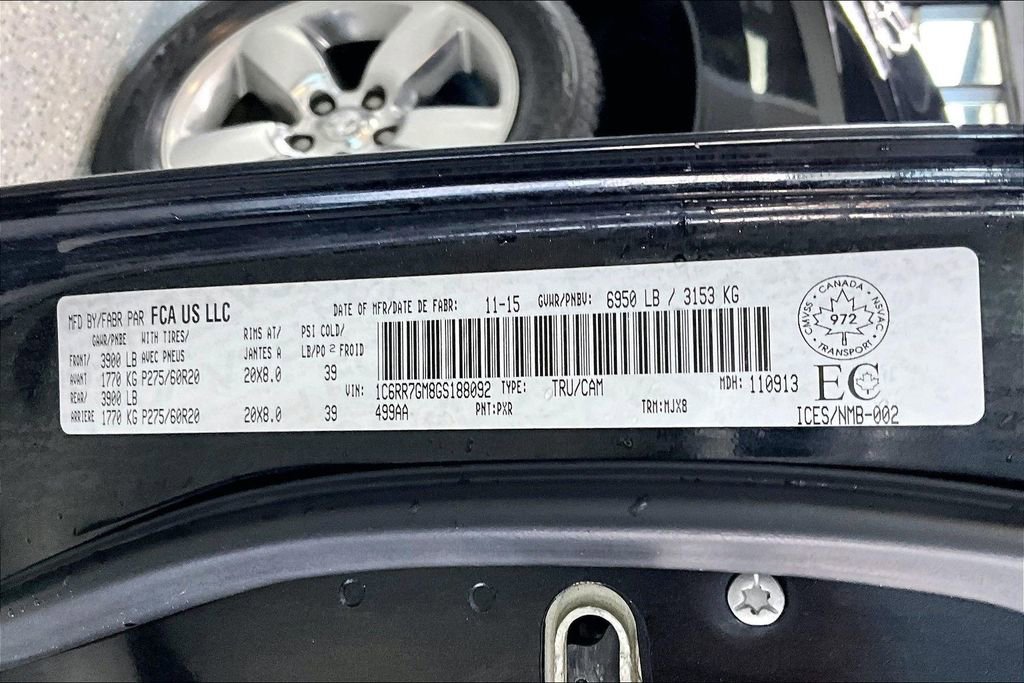 MFD BY/FABR PAR FCA US LLC
DATE OF MFR/DATE DE FABR: 11-15 GVWR/PNBV: 6950 LB / 3153 KG
GAWR/PNBE WITH TIRES/ RIMS AT/ PSI COLD/
FRONT/ 3900 LB AVEC PNEUS JANTES A LB/PO² FROID
AVANT 1770 KG P275/60R20 20X8.0 39
REAR/ 3900 LB
ARRIERE 1770 KG P275/60R20 20X8.0 39
VIN: 1C6RR7GM8GS188092 TYPE: TRU/CAM MDH: 110913
499AA PNT:PXR TRM:MJX8
CANADA
CMVSS NSVAC
972
TRANSPORT
EC
ICES/NMB-002